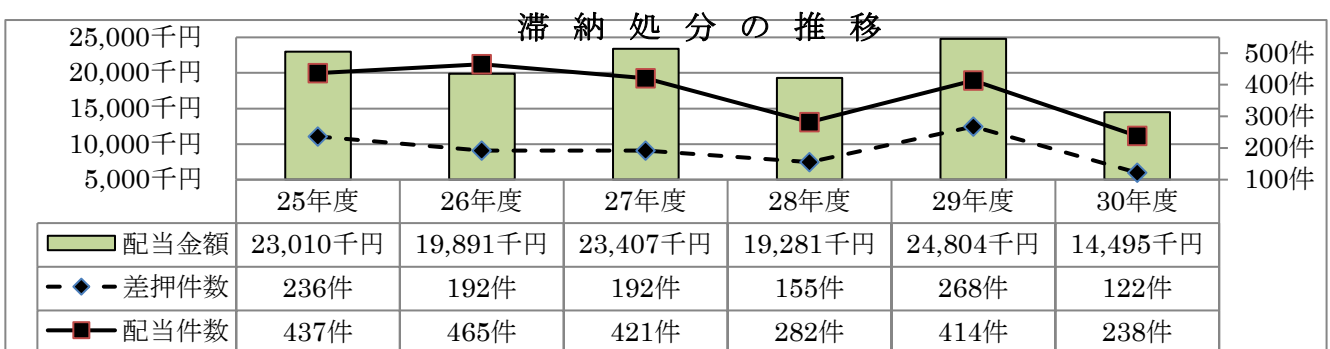 滞納処分の推移
25,000千円
20,000千円
15,000千円
10,000千円
5,000千円
500件
400件
300件
200件
100件
25年度 26年度 27年度 28年度 29年度 30年度
配当金額 23,010千円 19,891千円 23,407千円 19,281千円 24,804千円 14,495千円
差押件数 236件 192件 192件 155件 268件 122件
配当件数 437件 465件 421件 282件 414件 238件